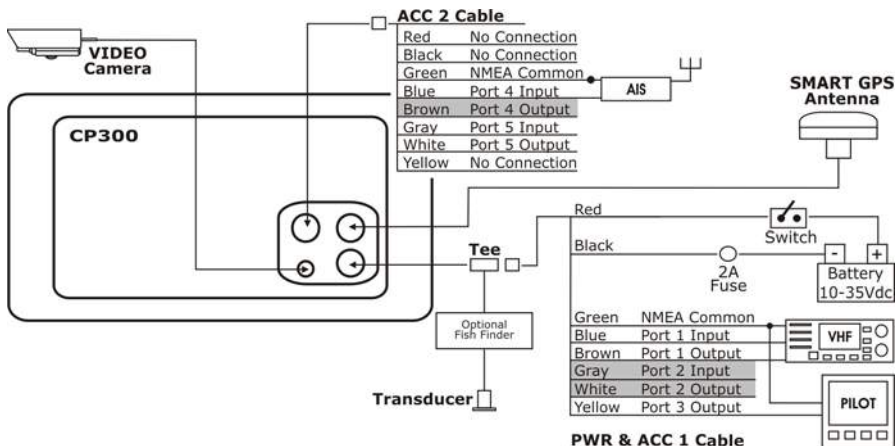 ACC 2 Cable
Red No Connection
Black No Connection
Green NMEA Common
Blue Port 4 Input
Brown Port 4 Output
Gray Port 5 Input
White Port 5 Output
Yellow No Connection
AIS
VIDEO
Camera
SMART GPS
Antenna
CP300
Red
Switch
Black
2A
Fuse
- +
Battery
10-35Vdc
Tee
Optional
Fish Finder
Transducer
Green NMEA Common
Blue Port 1 Input
Brown Port 1 Output
Gray Port 2 Input
White Port 2 Output
Yellow Port 3 Output
VHF
PILOT
PWR & ACC 1 Cable